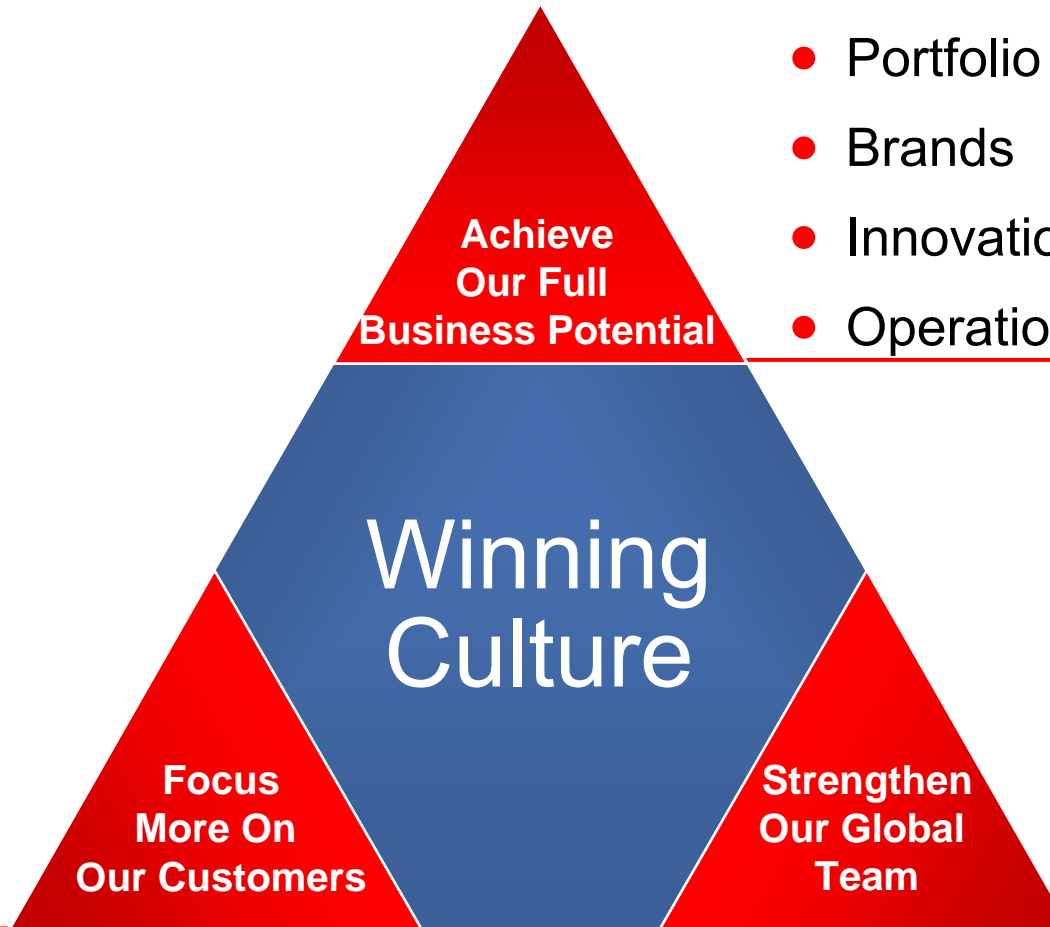 Portfolio
Brands
Innovatio
Operatio
Achieve
Our Full
Business Potential
Winning
Culture
Focus
More On
Our Customers
Strengthen
Our Global
Team